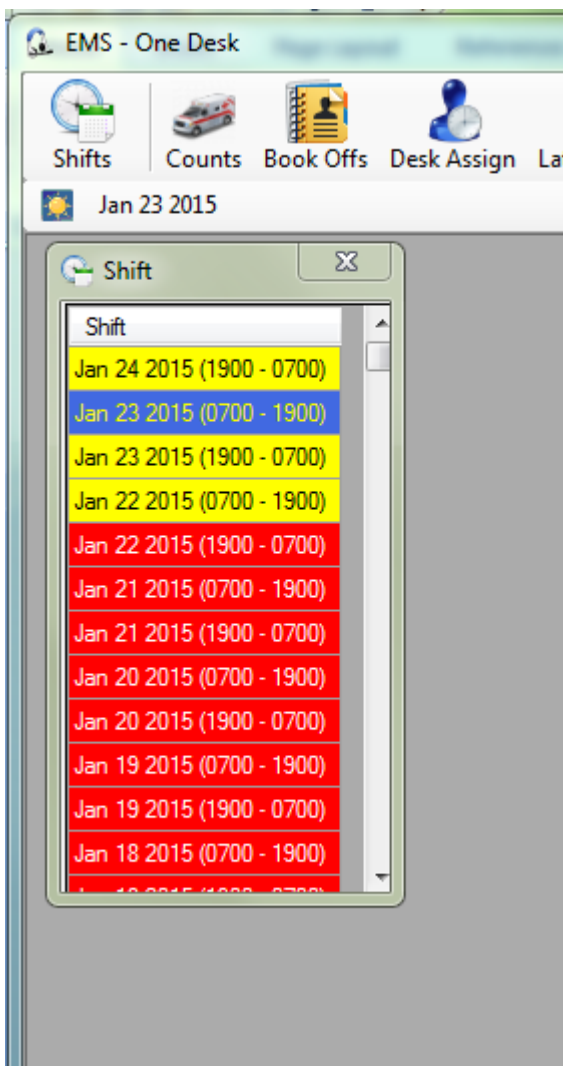 EMS - One Desk
Shifts Counts Book Offs Desk Assign
Jan 23 2015
Shift
Shift
Jan 24 2015 (1900 - 0700)
Jan 23 2015 (0700 - 1900)
Jan 23 2015 (1900 - 0700)
Jan 22 2015 (0700 - 1900)
Jan 22 2015 (1900 - 0700)
Jan 21 2015 (0700 - 1900)
Jan 21 2015 (1900 - 0700)
Jan 20 2015 (0700 - 1900)
Jan 20 2015 (1900 - 0700)
Jan 19 2015 (0700 - 1900)
Jan 19 2015 (1900 - 0700)
Jan 18 2015 (0700 - 1900)